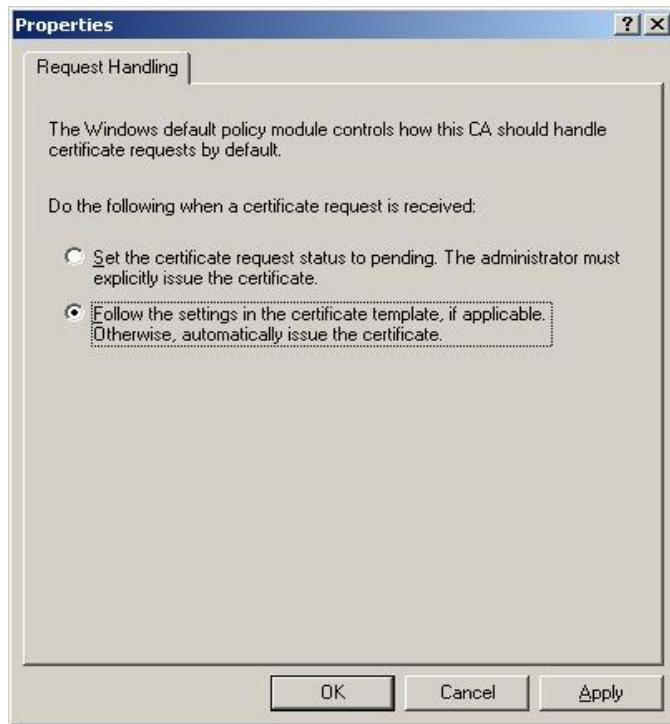 Properties
Request Handling
The Windows default policy module controls how this CA should handle
certificate requests by default.
Do the following when a certificate request is received:
Set the certificate request status to pending. The administrator must
explicitly issue the certificate.
Follow the settings in the certificate template, if applicable.
Otherwise, automatically issue the certificate.
OK
Cancel
Apply